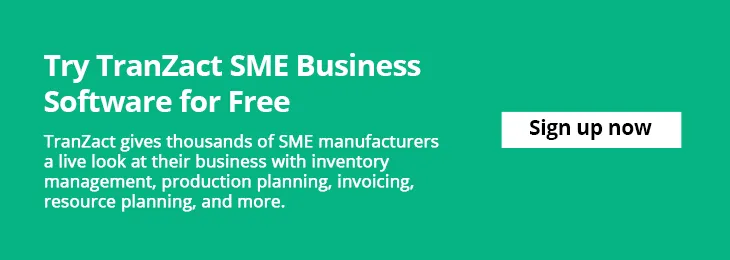 Try TranZact SME Business
Software for Free
TranZact gives thousands of SME manufacturers
a live look at their business with inventory
management, production planning, invoicing,
resource planning, and more.
Sign up now